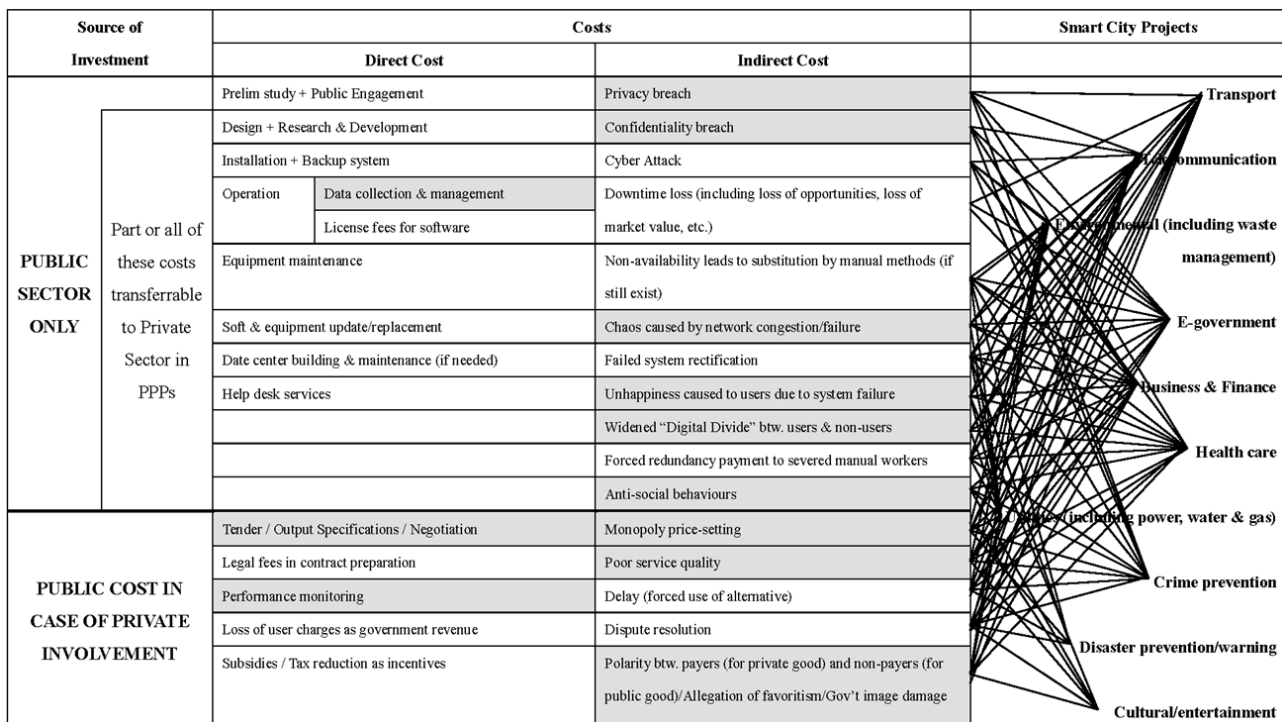 Source of
Investment
Costs
Smart City Projects
Direct Cost
Indirect Cost
PUBLIC
SECTOR
ONLY
Part or all of
these costs
transferrable
to Private
Sector in
PPPs
Prelim study + Public Engagement
Privacy breach
Design + Research & Development
Confidentiality breach
Installation + Backup system
Cyber Attack
Operation
Data collection & management
License fees for software
Downtime loss (including loss of opportunities, loss of
market value, etc.)
Equipment maintenance
Non-availability leads to substitution by manual methods (if
still exist)
Soft & equipment update/replacement
Chaos caused by network congestion/failure
Date center building & maintenance (if needed)
Failed system rectification
Help desk services
Unhappiness caused to users due to system failure
Widened “Digital Divide” btw. users & non-users
Forced redundancy payment to severed manual workers
Anti-social behaviours
PUBLIC COST IN
CASE OF PRIVATE
INVOLVEMENT
Tender / Output Specifications / Negotiation
Monopoly price-setting
Legal fees in contract preparation
Poor service quality
Performance monitoring
Delay (forced use of alternative)
Loss of user charges as government revenue
Dispute resolution
Subsidies / Tax reduction as incentives
Polarity btw. payers (for private good) and non-payers (for
public good)/Allegation of favoritism/Gov’t image damage
Transport
Telecommunication
Environmental (including waste
management)
E-government
Business & Finance
Health care
(including power, water & gas)
Crime prevention
Disaster prevention/warning
Cultural/entertainment